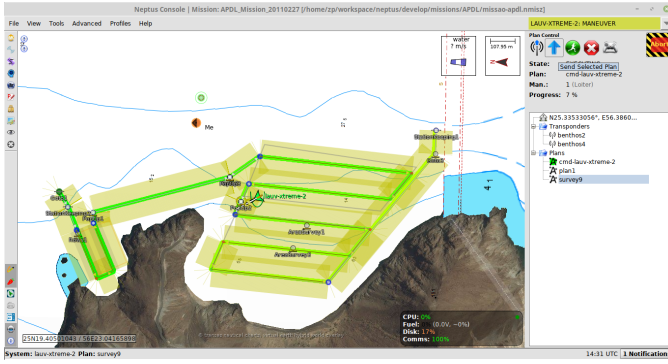 Neptus Console | Mission: APDL_Mission_20110227 [/home/zp/workspace/neptus/develop/missions/APDL/missao-apdl.nmisz]
File View Tools Advanced Profiles Help
LAUV-XTREME-2: MANEUVER
Plan Control
Abort
State:
Send Selected Plan
Plan: cmd-lauv-xtreme-2
Man.: 1 (Loiter)
Progress: 7 %
N25.33533056°, E56.3860...
Transponders
benthos2
benthos4
Plans
cmd-lauv-xtreme-2
plan1
survey9
water
7 m/s
107.95 m
Me
lauv-xtreme-2
AreaSurvey1
AreaSurvey2
CPU: 0%
Fuel: (0.0V, ~0%)
Disk: 17%
Comms: 100%
25N19.40501043 / 56E23.04165898
System: lauv-xtreme-2 Plan: survey9
14:31 UTC
1 Notification